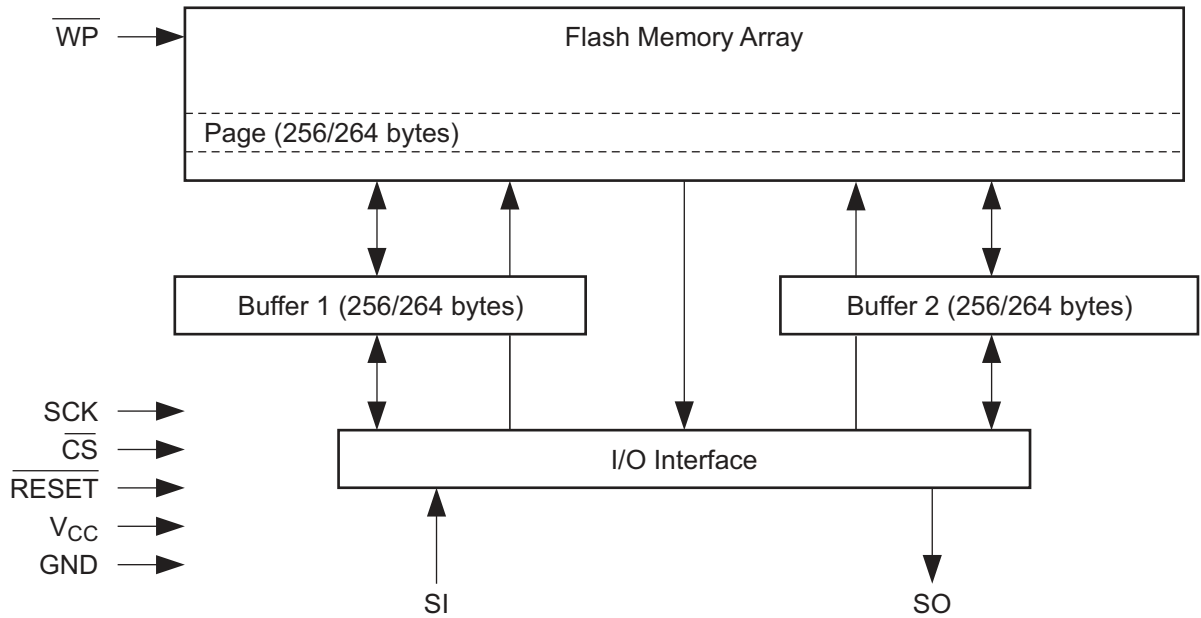 WP
Flash Memory Array
Page (256/264 bytes)
Buffer 1 (256/264 bytes)
Buffer 2 (256/264 bytes)
SCK
CS
RESET
VCC
GND
I/O Interface
SI
SO